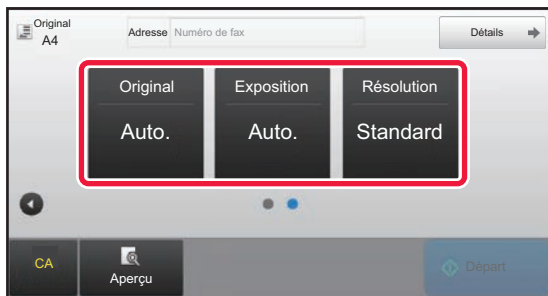 Original
A4
Adresse Numéro de fax
Détails
Original Exposition Résolution
Auto. Auto. Standard
CA
Aperçu
Départ